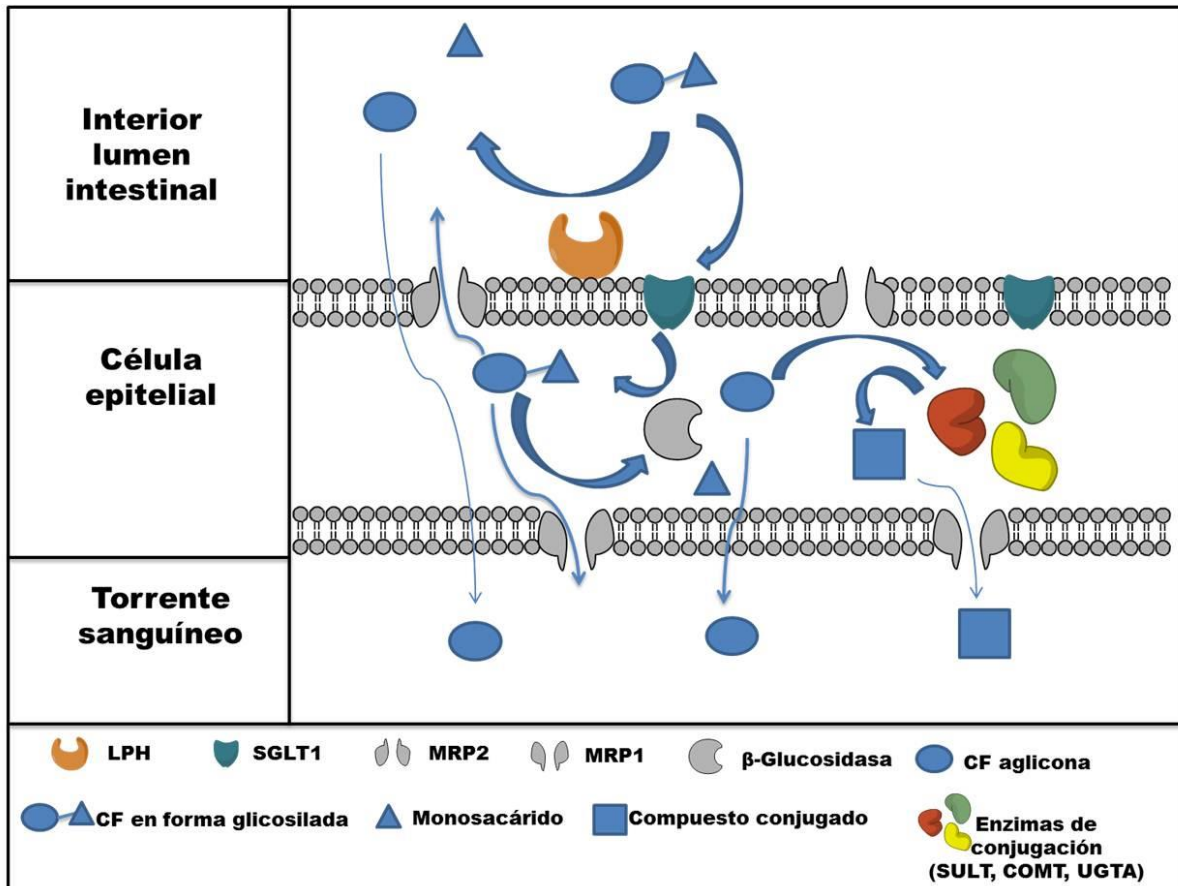 Interior
lumen
intestinal
Célula
epitelial
Torrente
sanguíneo
LPH
SGLT1
MRP2
MRP1
β-Glucosidasa
CF aglicona
CF en forma glicosilada
Monosacárido
Compuesto conjugado
Enzimas de
conjugación
(SULT, COMT, UGTA)